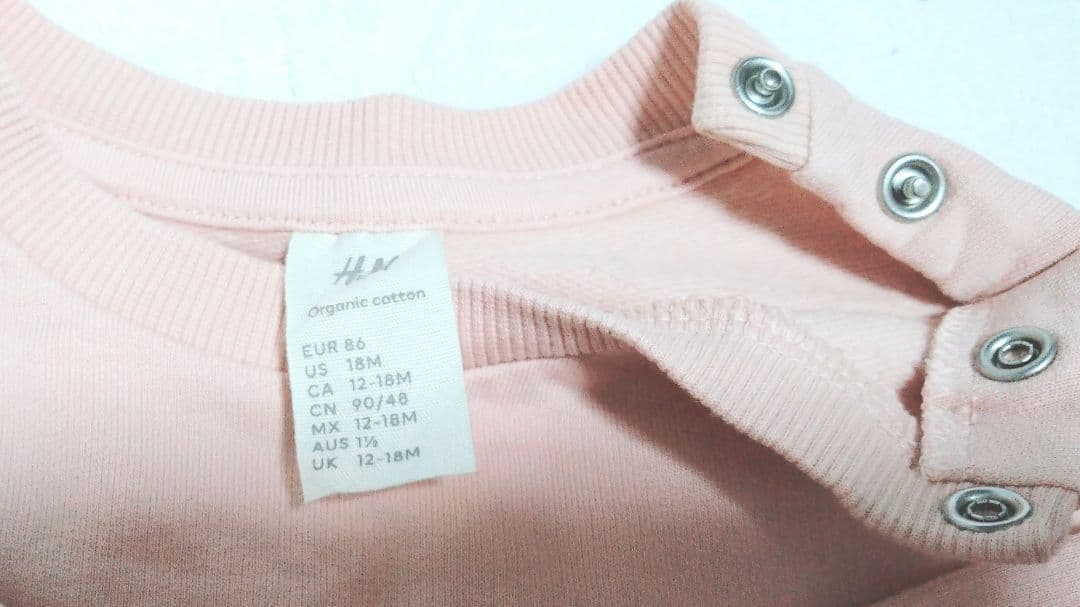 H&M
Organic cotton
EUR 86
US 18M
CA 12-18M
CN 90/48
MX 12-18M
AUS 1½
UK 12-18M